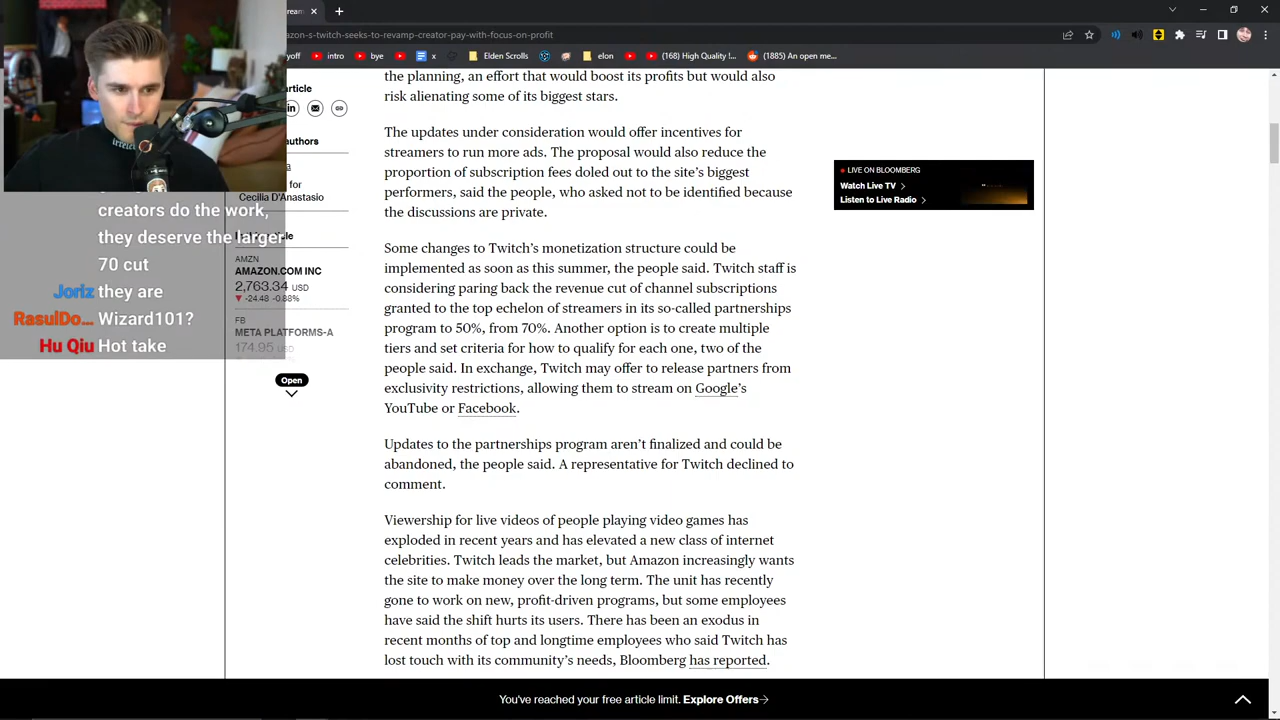 ream
azon-s-twitch-seeks-to-revamp-creator-pay-with-focus-on-profit
yoff
intro
bye
x
Elden Scrolls
elon
(168) High Quality I...
(1885) An open me...
irrelev
creators do the work,
they deserve the larger
70 cut
Joriz they are
RasulDo... Wizard101?
Hu Qiu Hot take
article
in
authors
a
for
Cecilia D'Anastasio
le
AMZN
AMAZON.COM INC
2,763.34 USD
▼ -24.48 -0.88%
FB
META PLATFORMS-A
174.95 USD
Open
the planning, an effort that would boost its profits but would also
risk alienating some of its biggest stars.
The updates under consideration would offer incentives for
streamers to run more ads. The proposal would also reduce the
proportion of subscription fees doled out to the site's biggest
performers, said the people, who asked not to be identified because
the discussions are private.
Some changes to Twitch's monetization structure could be
implemented as soon as this summer, the people said. Twitch staff is
considering paring back the revenue cut of channel subscriptions
granted to the top echelon of streamers in its so-called partnerships
program to 50%, from 70%. Another option is to create multiple
tiers and set criteria for how to qualify for each one, two of the
people said. In exchange, Twitch may offer to release partners from
exclusivity restrictions, allowing them to stream on Google's
YouTube or Facebook.
Updates to the partnerships program aren't finalized and could be
abandoned, the people said. A representative for Twitch declined to
comment.
Viewership for live videos of people playing video games has
exploded in recent years and has elevated a new class of internet
celebrities. Twitch leads the market, but Amazon increasingly wants
the site to make money over the long term. The unit has recently
gone to work on new, profit-driven programs, but some employees
have said the shift hurts its users. There has been an exodus in
recent months of top and longtime employees who said Twitch has
lost touch with its community's needs, Bloomberg has reported.
LIVE ON BLOOMBERG
Watch Live TV
Listen to Live Radio
You've reached your free article limit. Explore Offers